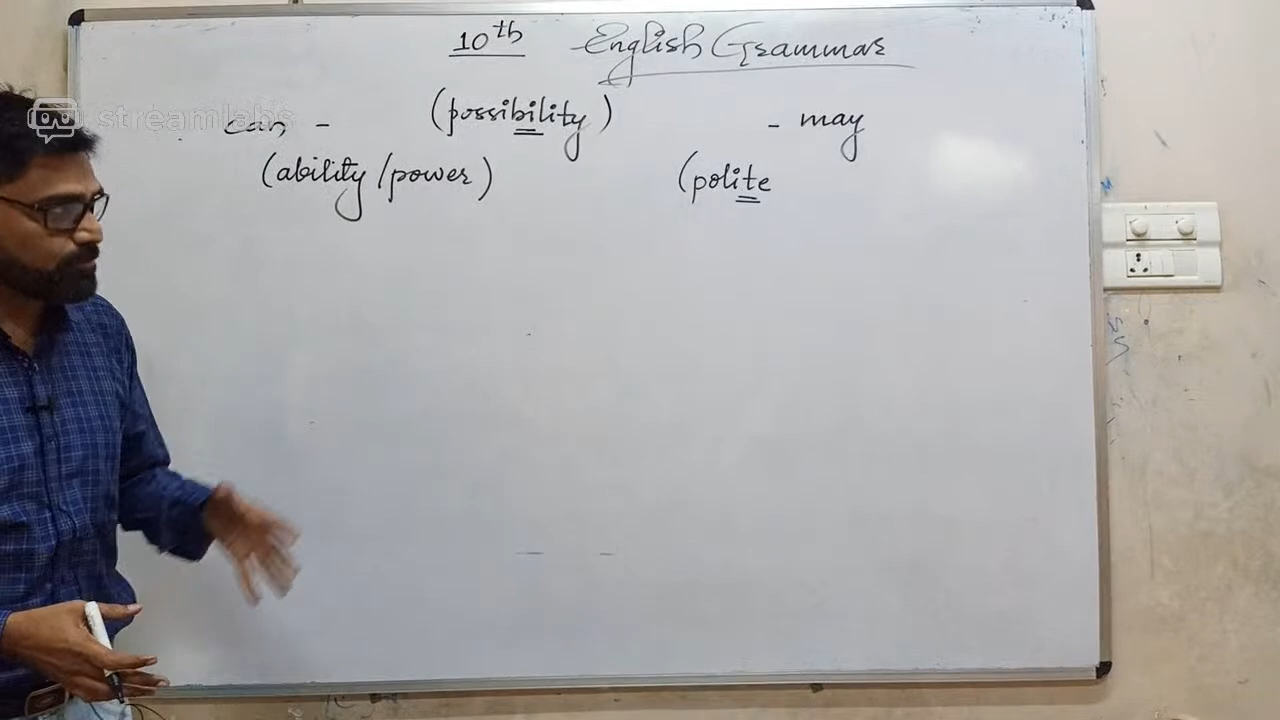 10th English Grammar
streamlabs
can - (possibility) - may
(ability/power) (polite